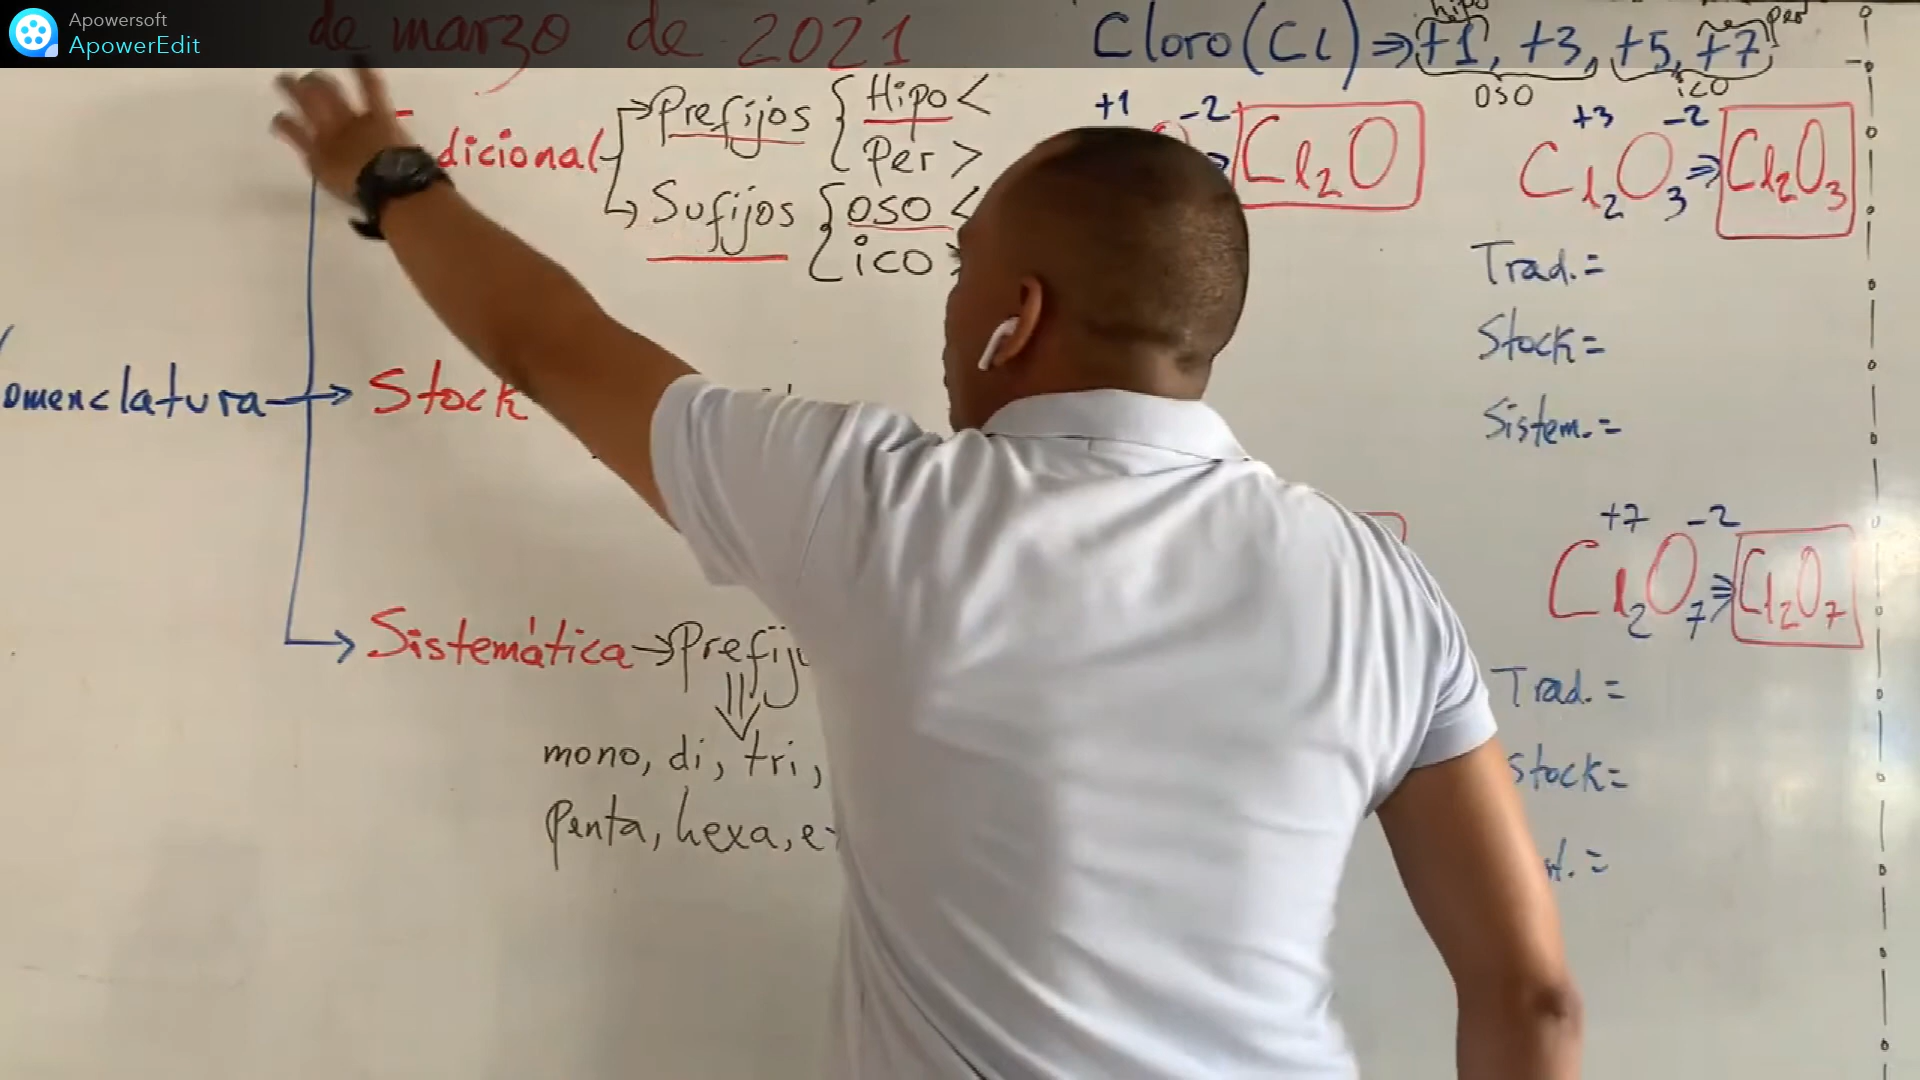 Apowersoft
ApowerEdit
de marzo de 2021
dicional
Prefijos
Hipo <
Per >
Sufijos
oso <
ico >
omenclatura
Stock
Sistemática → Prefij
mono, di, tri,
penta, hexa, e
Cloro (Cl) ⇒ +1, +3, +5, +7
hipo
per
oso
ico
+1 -2
⇒ Cl₂O
+3 -2
Cl₂O₃ ⇒ Cl₂O₃
Trad. =
Stock =
Sistem. =
+7 -2
Cl₂O₇ ⇒ Cl₂O₇
Trad. =
Stock =
t. =